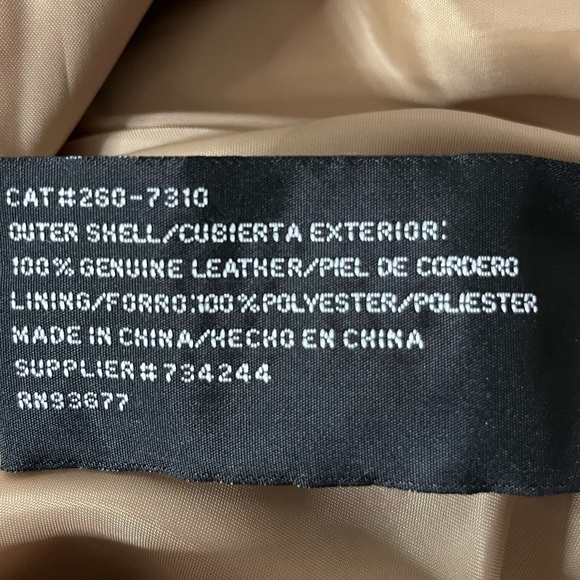 CAT#260-7310
OUTER SHELL/CUBIERTA EXTERIOR:
100% GENUINE LEATHER/PIEL DE CORDERO
LINING/FORRO:100%POLYESTER/POLIESTER
MADE IN CHINA/HECHO EN CHINA
SUPPLIER#734244
RN93677